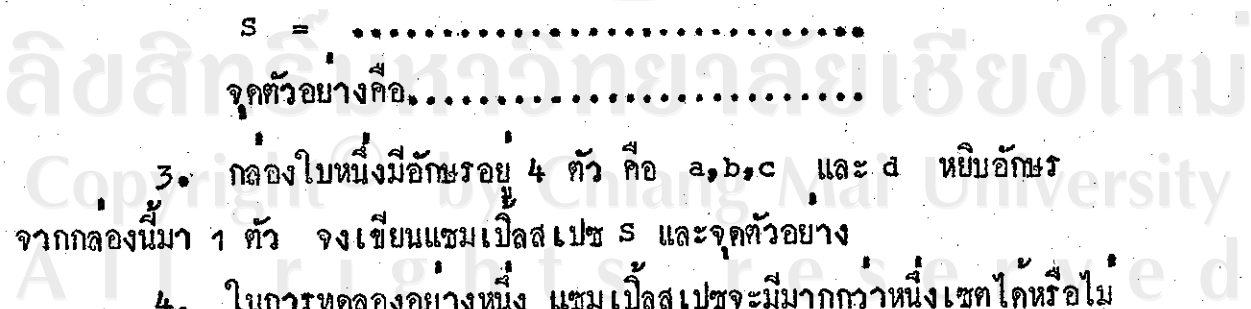 S = ..............................
จุดตัวอย่างคือ..............................
3. กล่องใบหนึ่งมีอักษรอยู่ 4 ตัว คือ a,b,c และ d หยิบอักษร
จากกล่องนี้มา 1 ตัว จงเขียนแซมเปิ้ลสเปซ S และจุดตัวอย่าง
4. ในการทดลองอย่างหนึ่ง แซมเปิ้ลสเปซจะมีมากกว่าหนึ่งเซตได้หรือไม่
ลิขสิทธิ์มหาวิทยาลัยเชียงใหม่
Copyright © by Chiang Mai University
All rights reserved